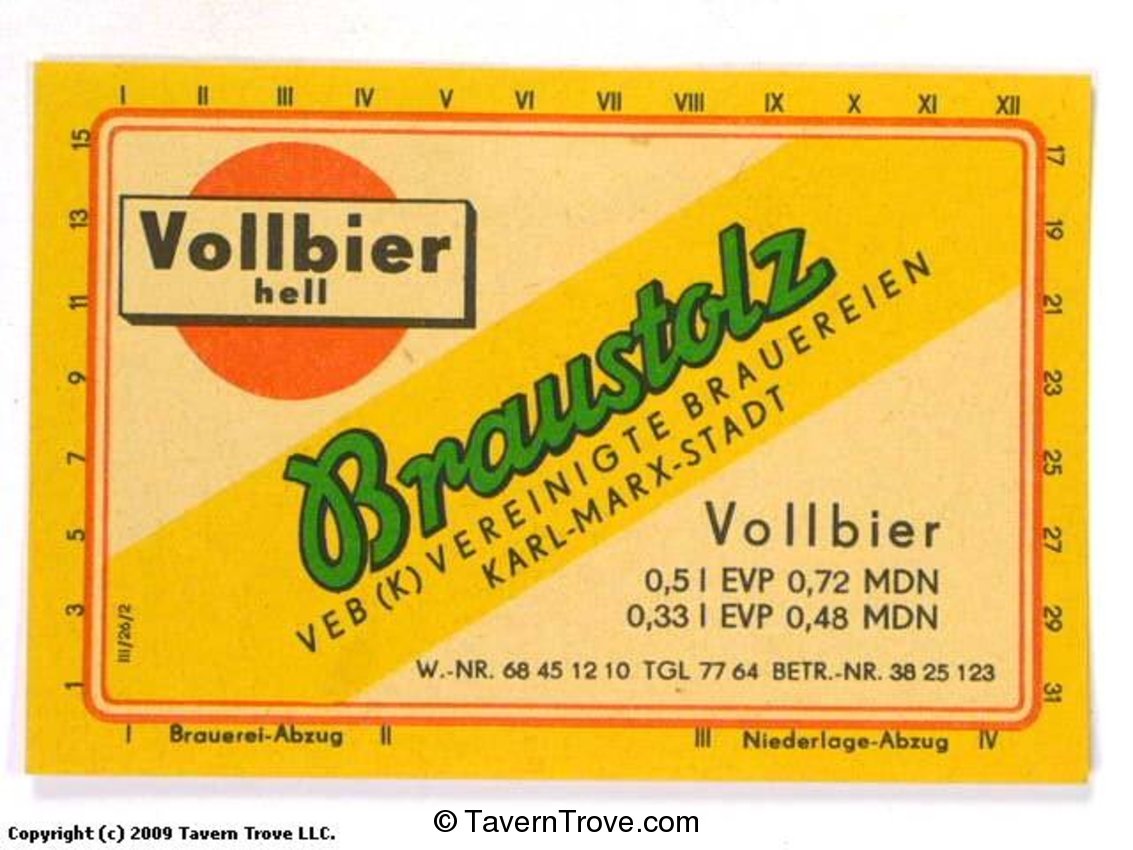 I II III IV V VI VII VIII IX X XI XII
15
13
11
9
7
5
3
1
17
19
21
23
25
27
29
31
Vollbier
hell
Braustolz
VEB (K) VEREINIGTE BRAUEREIEN
KARL-MARX-STADT
Vollbier
0,5 l EVP 0,72 MDN
0,33 l EVP 0,48 MDN
W.-NR. 68 45 12 10 TGL 77 64 BETR.-NR. 38 25 123
III/26/2
I Brauerei-Abzug II III Niederlage-Abzug IV
© TavernTrove.com
Copyright (c) 2009 Tavern Trove LLC.